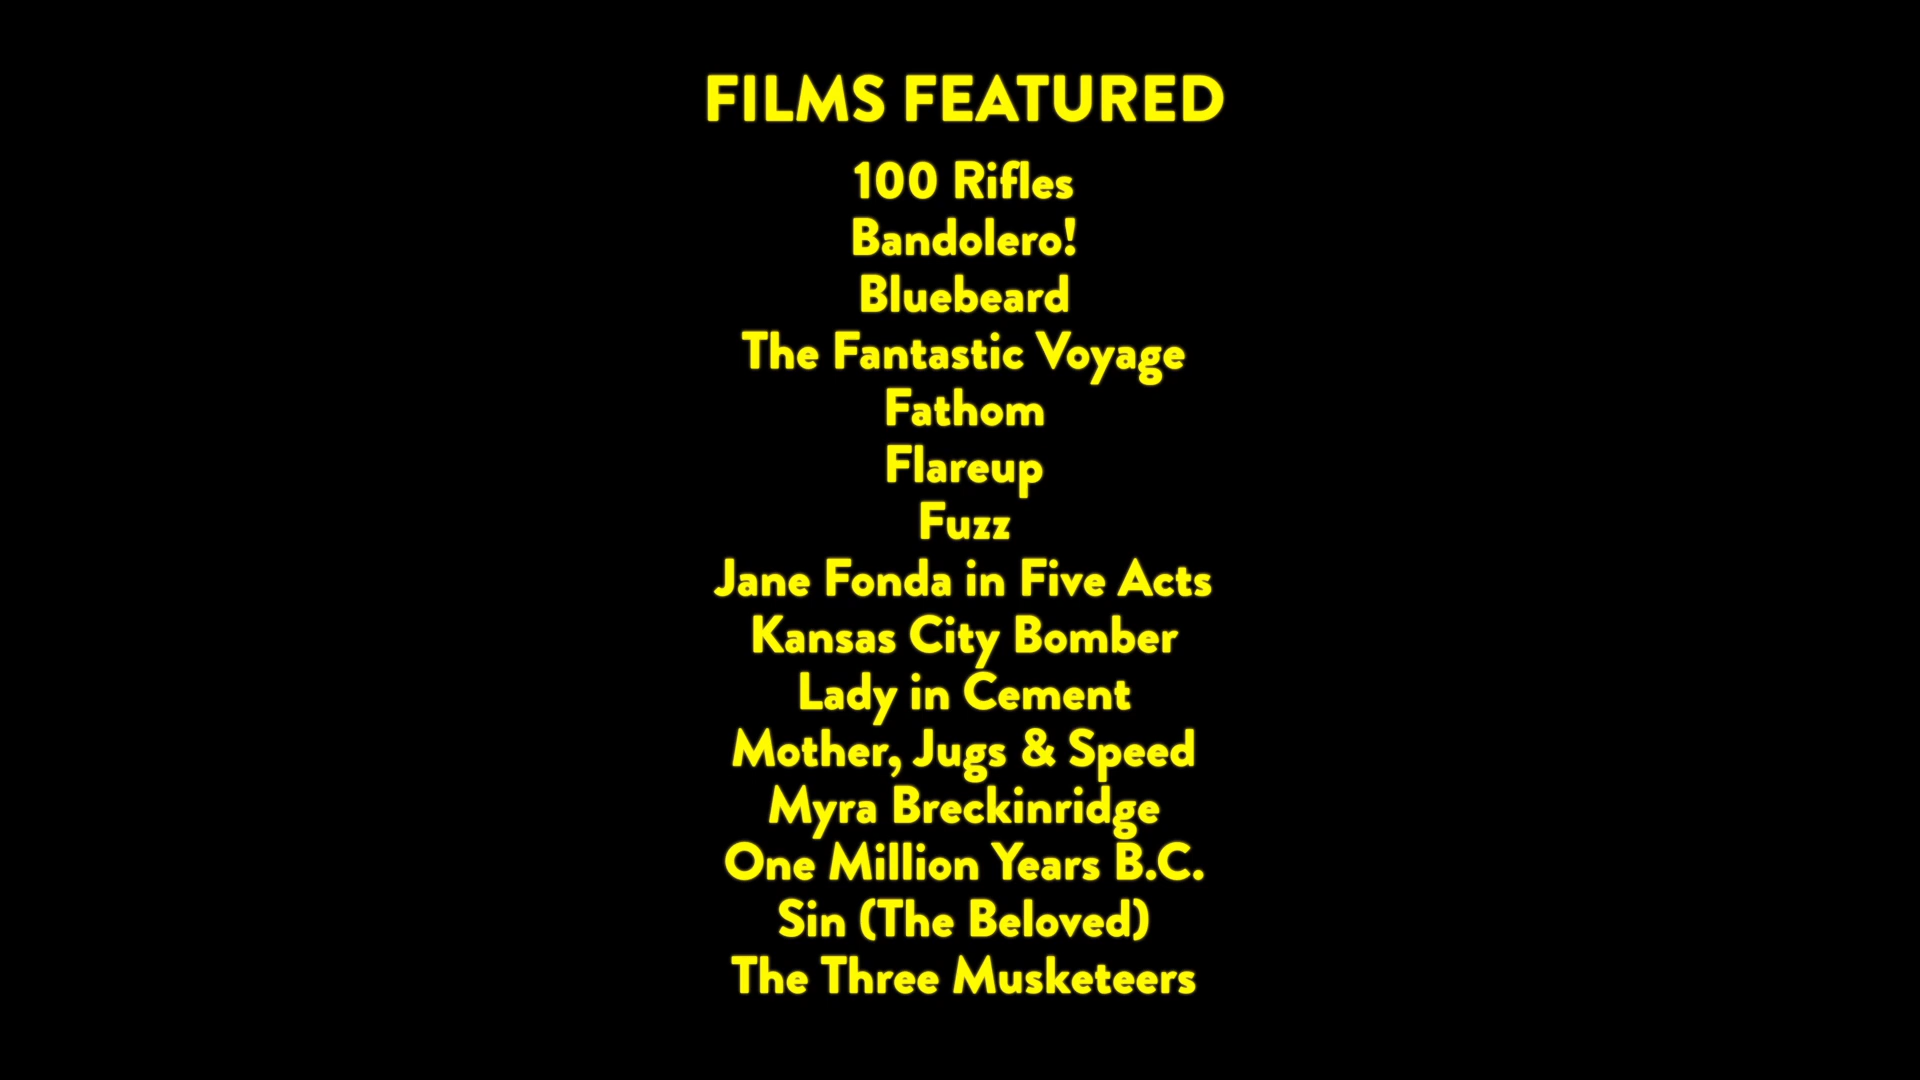 FILMS FEATURED
100 Rifles
Bandolero!
Bluebeard
The Fantastic Voyage
Fathom
Flareup
Fuzz
Jane Fonda in Five Acts
Kansas City Bomber
Lady in Cement
Mother, Jugs & Speed
Myra Breckinridge
One Million Years B.C.
Sin (The Beloved)
The Three Musketeers